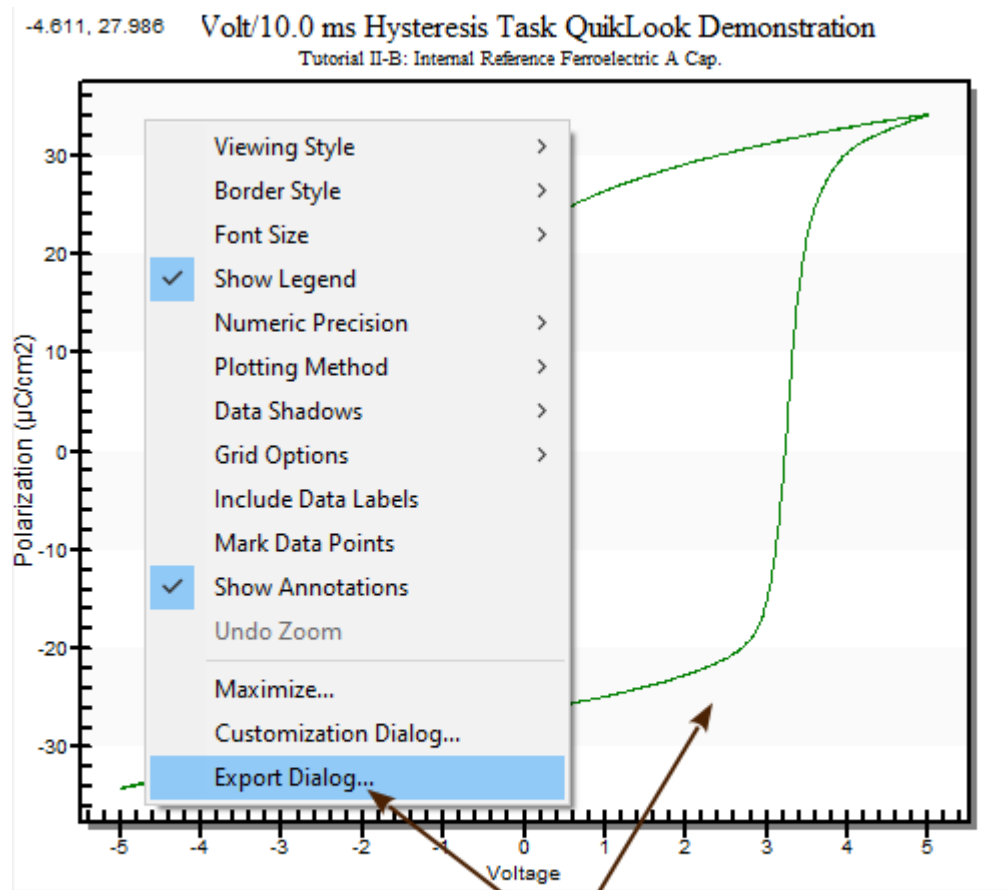 -4.611, 27.986
Volt/10.0 ms Hysteresis Task QuikLook Demonstration
Tutorial II-B: Internal Reference Ferroelectric A Cap.
Viewing Style
Border Style
Font Size
Show Legend
Numeric Precision
Plotting Method
Data Shadows
Grid Options
Include Data Labels
Mark Data Points
Show Annotations
Undo Zoom
Maximize...
Customization Dialog...
Export Dialog...
Polarization (µC/cm2)
30
20
10
0
-10
-20
-30
-5 -4 -3 -2 -1 0 1 2 3 4 5
Voltage